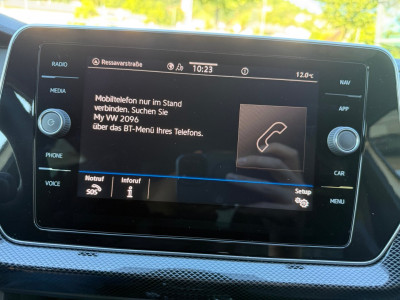 RADIO
MEDIA
PHONE
VOICE
Ressavarstraße
10:23
12.0°C
Mobiltelefon nur im Stand
verbinden. Suchen Sie
My VW 2096
über das BT-Menü Ihres Telefons.
Notruf
SOS
Inforuf
Setup
NAV
APP
CAR
MENU